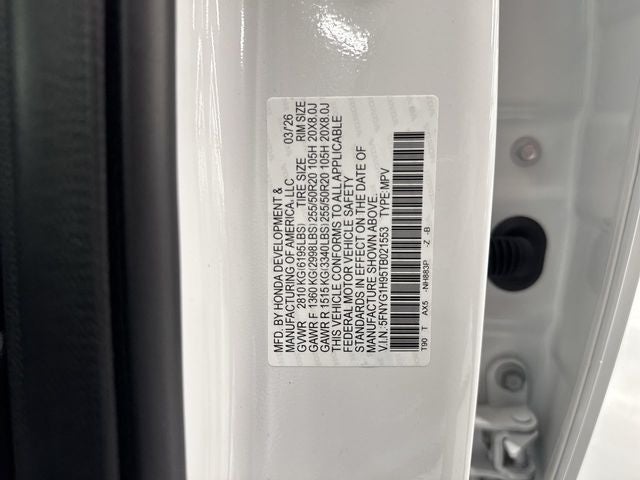 MFD. BY HONDA DEVELOPMENT &
MANUFACTURING OF AMERICA, LLC 03/'26
GVWR 2810KG(6195LBS) TIRE SIZE RIM SIZE
GAWR F 1360 KG(2998LBS) 255/50R20 105H 20X8.0J
GAWR R 1515 KG(3340LBS) 255/50R20 105H 20X8.0J
THIS VEHICLE CONFORMS TO ALL APPLICABLE
FEDERAL MOTOR VEHICLE SAFETY
STANDARDS IN EFFECT ON THE DATE OF
MANUFACTURE SHOWN ABOVE.
V.I.N: 5FNYG1H95TB021553 TYPE:MPV
T90 T AX5 -NH883P -Z -B